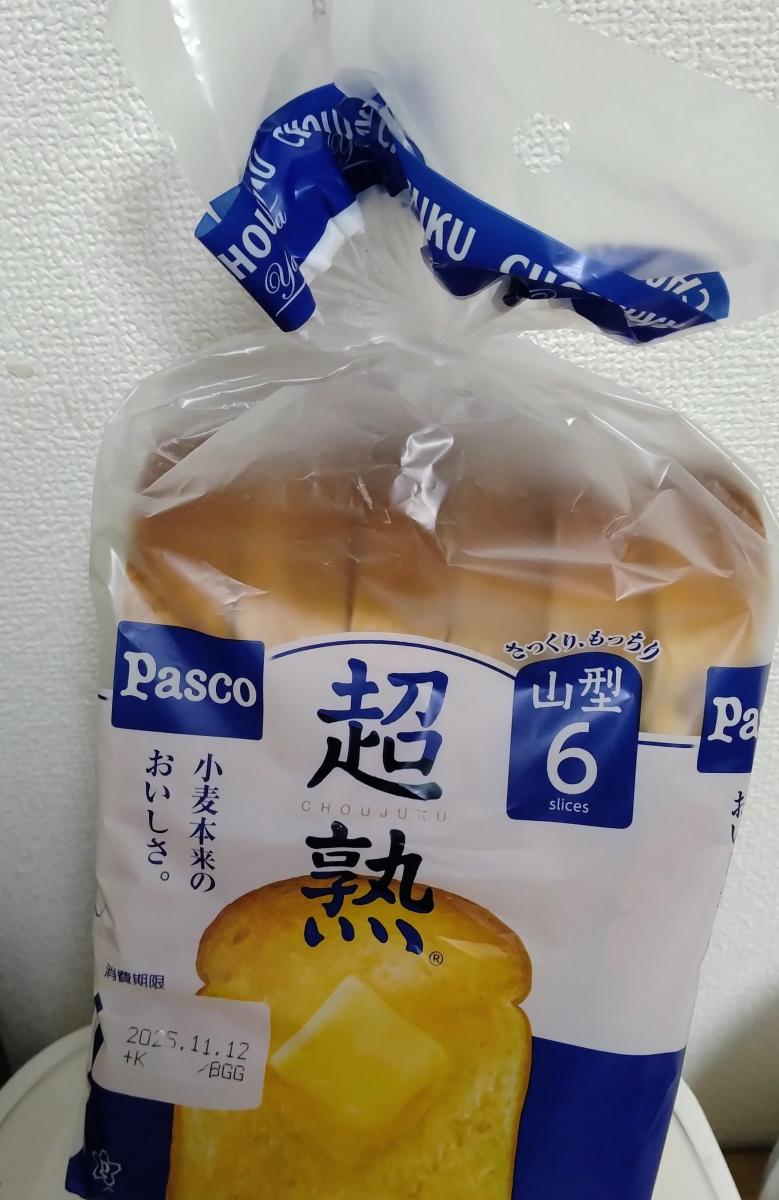 CHOUJUKU
Pasco
超熟
CHOUJUKU
®
さっくり、もっちり
山型
6
slices
Pa
小麦本来の
おいしさ。
消費期限
2025.11.12
+K /BGG